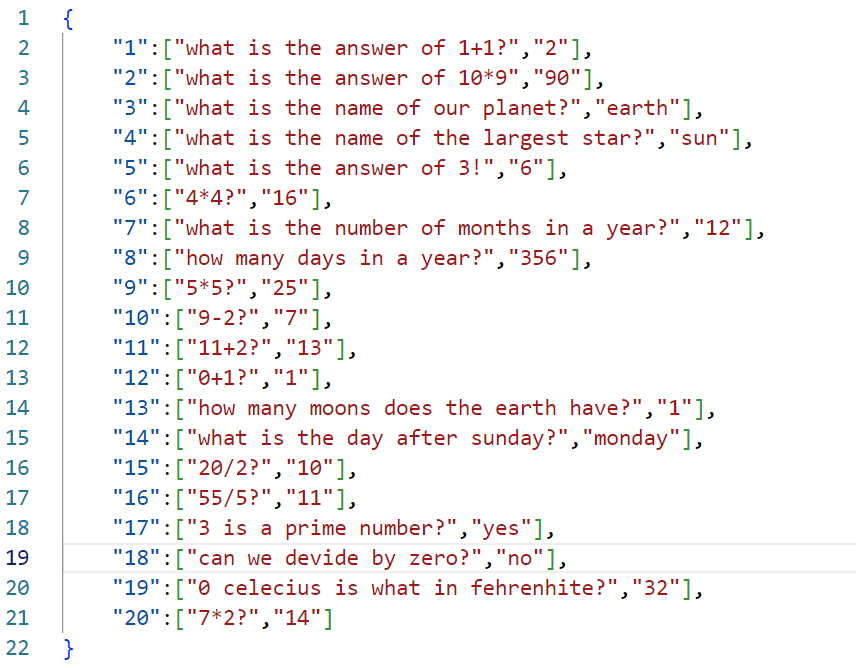 1 {
2 "1":["what is the answer of 1+1?","2"],
3 "2":["what is the answer of 10*9","90"],
4 "3":["what is the name of our planet?","earth"],
5 "4":["what is the name of the largest star?","sun"],
6 "5":["what is the answer of 3!","6"],
7 "6":["4*4?","16"],
8 "7":["what is the number of months in a year?","12"],
9 "8":["how many days in a year?","356"],
10 "9":["5*5?","25"],
11 "10":["9-2?","7"],
12 "11":["11+2?","13"],
13 "12":["0+1?","1"],
14 "13":["how many moons does the earth have?","1"],
15 "14":["what is the day after sunday?","monday"],
16 "15":["20/2?","10"],
17 "16":["55/5?","11"],
18 "17":["3 is a prime number?","yes"],
19 "18":["can we devide by zero?","no"],
20 "19":["0 celecius is what in fehrenhite?","32"],
21 "20":["7*2?","14"]
22 }